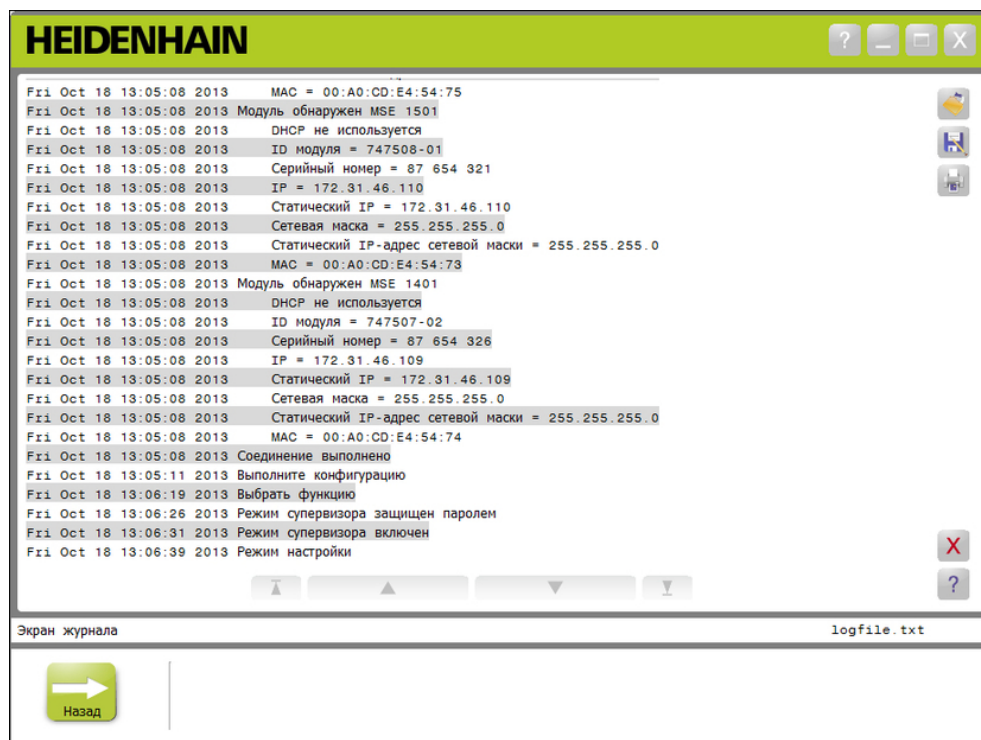 HEIDENHAIN
Fri Oct 18 13:05:08 2013 MAC = 00:A0:CD:E4:54:75
Fri Oct 18 13:05:08 2013 Модуль обнаружен MSE 1501
Fri Oct 18 13:05:08 2013 DHCP не используется
Fri Oct 18 13:05:08 2013 ID модуля = 747508-01
Fri Oct 18 13:05:08 2013 Серийный номер = 87 654 321
Fri Oct 18 13:05:08 2013 IP = 172.31.46.110
Fri Oct 18 13:05:08 2013 Статический IP = 172.31.46.110
Fri Oct 18 13:05:08 2013 Сетевая маска = 255.255.255.0
Fri Oct 18 13:05:08 2013 Статический IP-адрес сетевой маски = 255.255.255.0
Fri Oct 18 13:05:08 2013 MAC = 00:A0:CD:E4:54:73
Fri Oct 18 13:05:08 2013 Модуль обнаружен MSE 1401
Fri Oct 18 13:05:08 2013 DHCP не используется
Fri Oct 18 13:05:08 2013 ID модуля = 747507-02
Fri Oct 18 13:05:08 2013 Серийный номер = 87 654 326
Fri Oct 18 13:05:08 2013 IP = 172.31.46.109
Fri Oct 18 13:05:08 2013 Статический IP = 172.31.46.109
Fri Oct 18 13:05:08 2013 Сетевая маска = 255.255.255.0
Fri Oct 18 13:05:08 2013 Статический IP-адрес сетевой маски = 255.255.255.0
Fri Oct 18 13:05:08 2013 MAC = 00:A0:CD:E4:54:74
Fri Oct 18 13:05:08 2013 Соединение выполнено
Fri Oct 18 13:05:11 2013 Выполните конфигурацию
Fri Oct 18 13:06:19 2013 Выбрать функцию
Fri Oct 18 13:06:26 2013 Режим супервизора защищен паролем
Fri Oct 18 13:06:31 2013 Режим супервизора включен
Fri Oct 18 13:06:39 2013 Режим настройки
Экран журнала logfile.txt
Назад